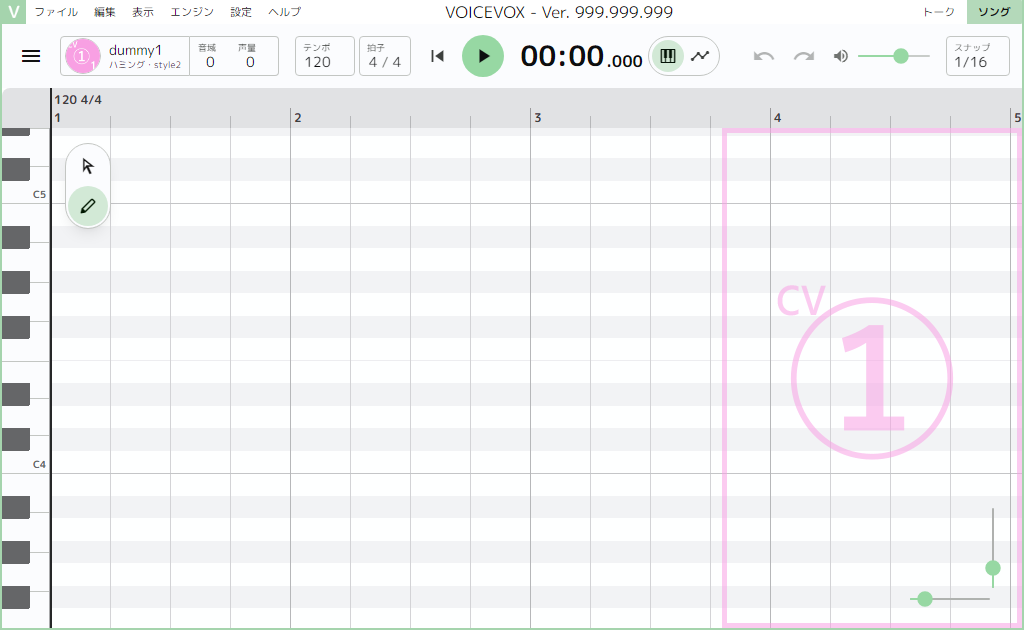 V ファイル 編集 表示 エンジン 設定 ヘルプ VOICEVOX - Ver. 999.999.999 トーク ソング
CV ① 1 dummy1 ハミング・style2
音域 0
声量 0
テンポ 120
拍子 4 / 4
00:00.000
スナップ 1/16
120 4/4
1 2 3 4 5
C5
CV
①
C4